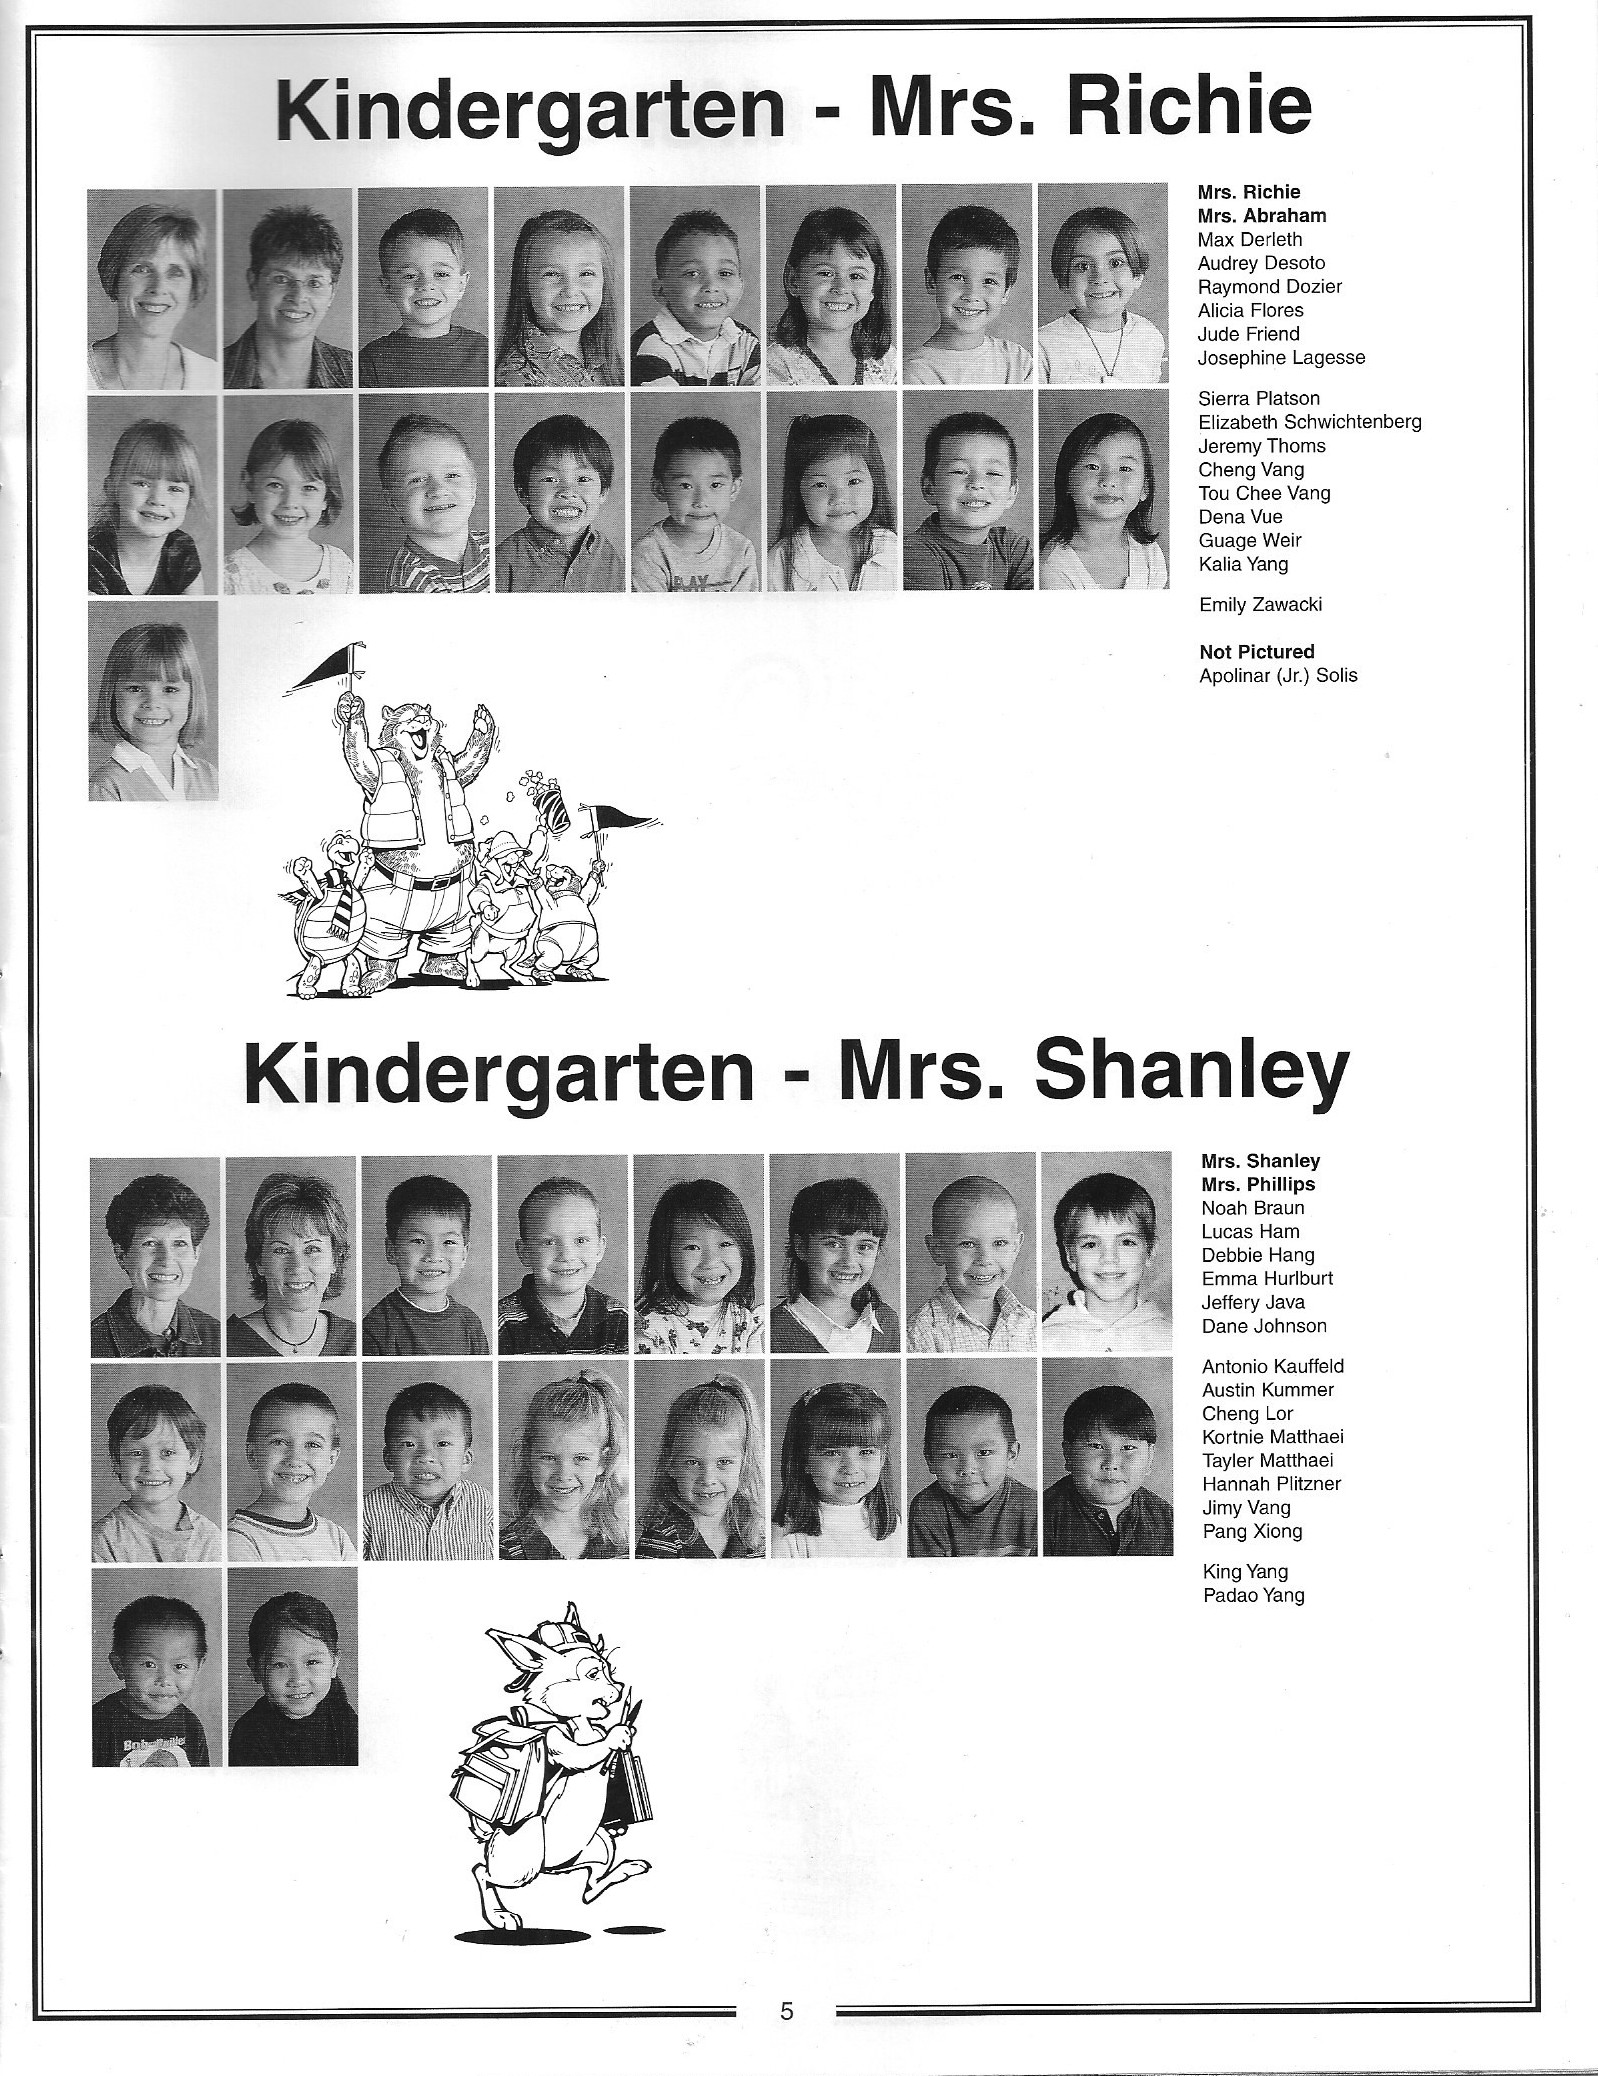 Kindergarten - Mrs. Richie
Mrs. Richie
Mrs. Abraham
Max Derleth
Audrey Desoto
Raymond Dozier
Alicia Flores
Jude Friend
Josephine Lagesse
Sierra Platson
Elizabeth Schwichtenberg
Jeremy Thoms
Cheng Vang
Tou Chee Vang
Dena Vue
Guage Weir
Kalia Yang
Emily Zawacki
Not Pictured
Apolinar (Jr.) Solis
PLAY
Kindergarten - Mrs. Shanley
Mrs. Shanley
Mrs. Phillips
Noah Braun
Lucas Ham
Debbie Hang
Emma Hurlburt
Jeffery Java
Dane Johnson
Antonio Kauffeld
Austin Kummer
Cheng Lor
Kortnie Matthaei
Tayler Matthaei
Hannah Plitzner
Jimy Vang
Pang Xiong
King Yang
Padao Yang
5